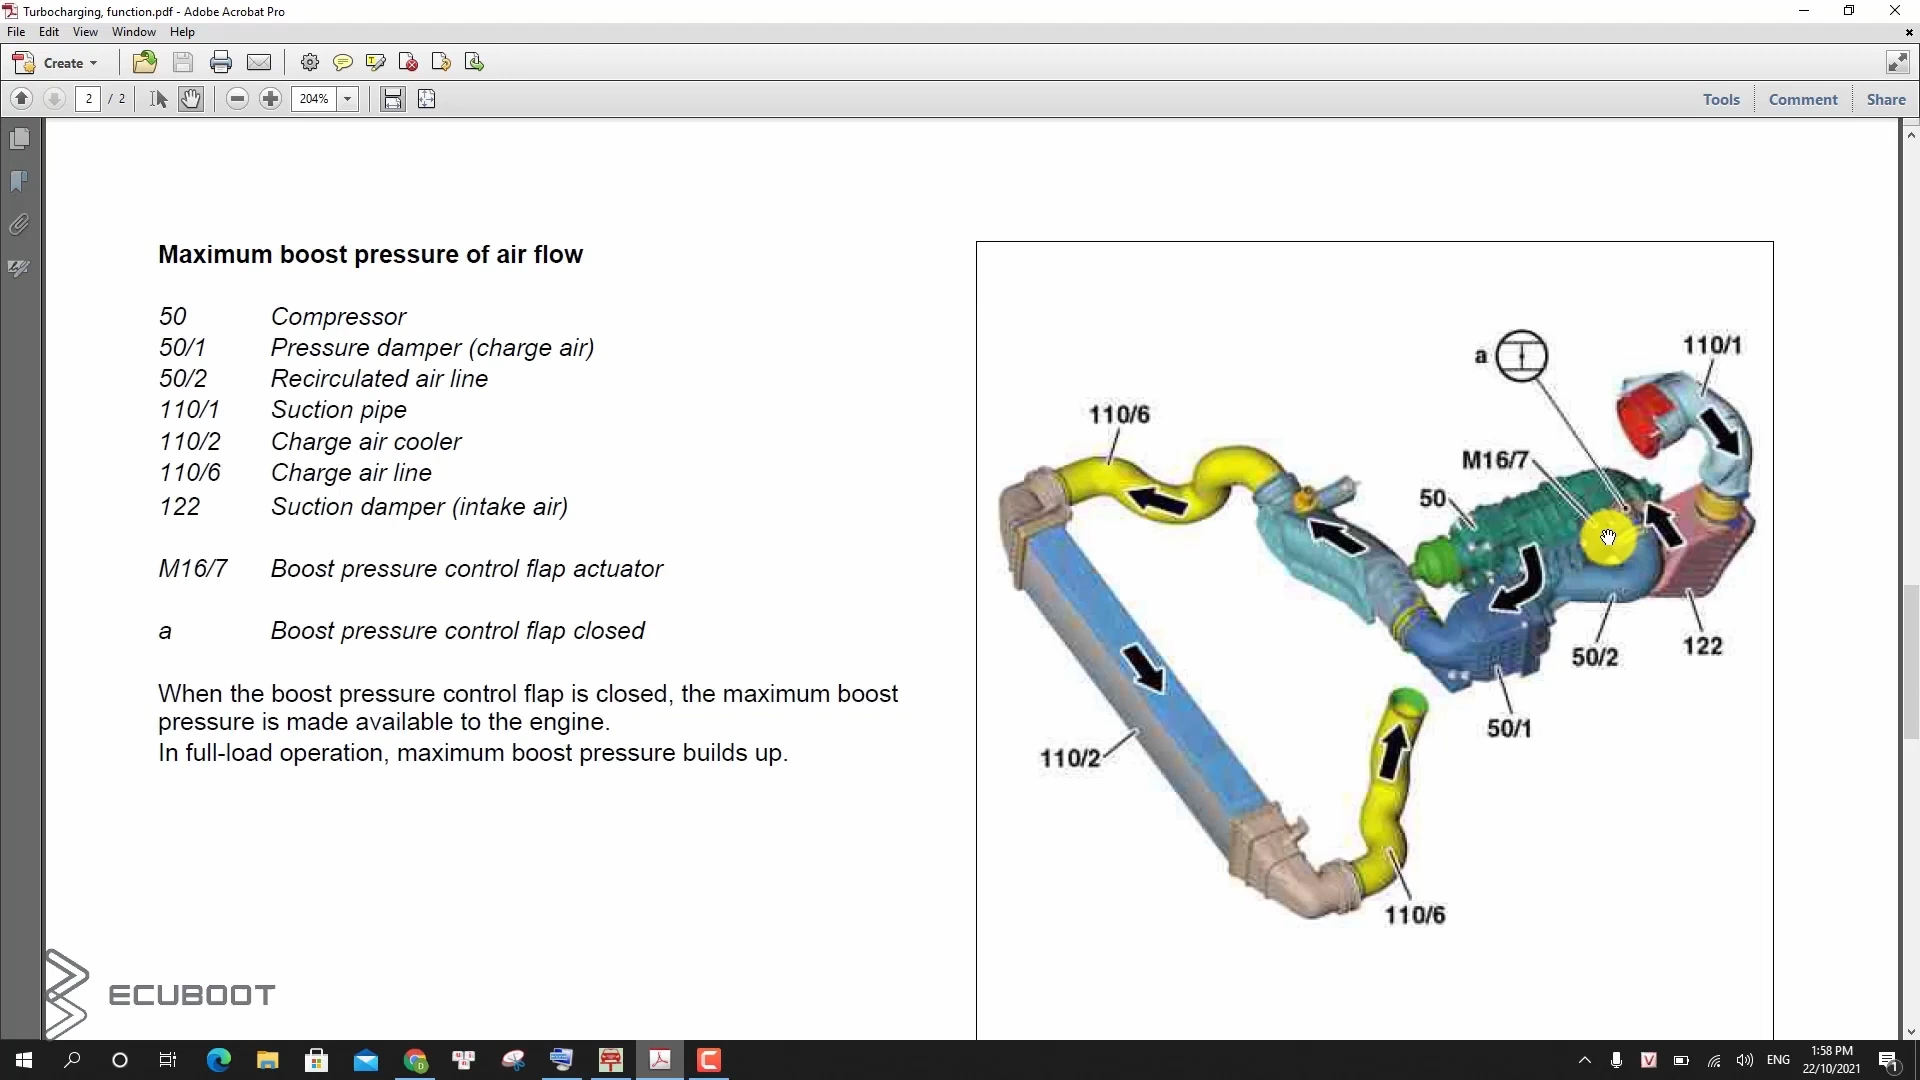 Turbocharging, function.pdf - Adobe Acrobat Pro
File Edit View Window Help
Create
2 / 2 204% Tools Comment Share
Maximum boost pressure of air flow
50 Compressor
50/1 Pressure damper (charge air)
50/2 Recirculated air line
110/1 Suction pipe
110/2 Charge air cooler
110/6 Charge air line
122 Suction damper (intake air)
M16/7 Boost pressure control flap actuator
a Boost pressure control flap closed
When the boost pressure control flap is closed, the maximum boost
pressure is made available to the engine.
In full-load operation, maximum boost pressure builds up.
a
110/1
110/6
M16/7
50
122
50/2
50/1
110/2
110/6
ECUBOOT
ENG
1:58 PM
22/10/2021